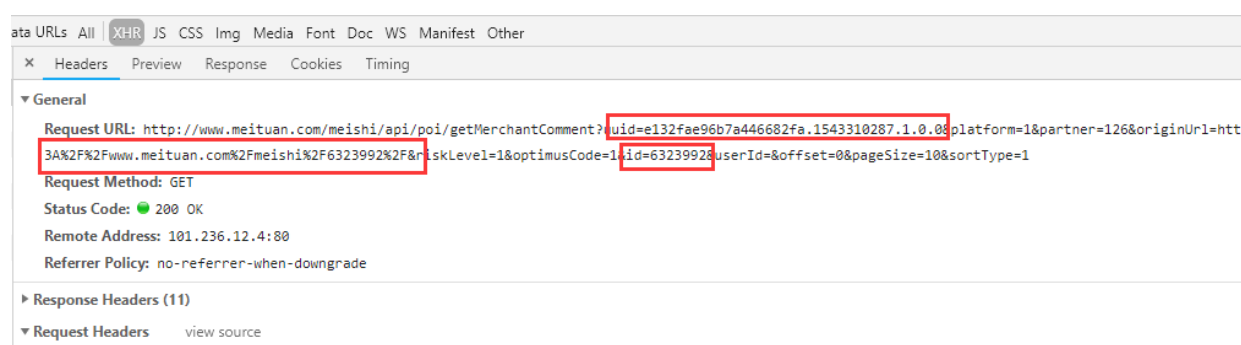 ata URLs All XHR JS CSS Img Media Font Doc WS Manifest Other
× Headers Preview Response Cookies Timing
▼ General
Request URL: http://www.meituan.com/meishi/api/poi/getMerchantComment?uuid=e132fae96b7a446682fa.1543310287.1.0.0&platform=1&partner=126&originUrl=htt
3A%2F%2Fwww.meituan.com%2Fmeishi%2F6323992%2F&riskLevel=1&optimusCode=1&id=6323992&userId=&offset=0&pageSize=10&sortType=1
Request Method: GET
Status Code: 200 OK
Remote Address: 101.236.12.4:80
Referrer Policy: no-referrer-when-downgrade
▶ Response Headers (11)
▼ Request Headers view source